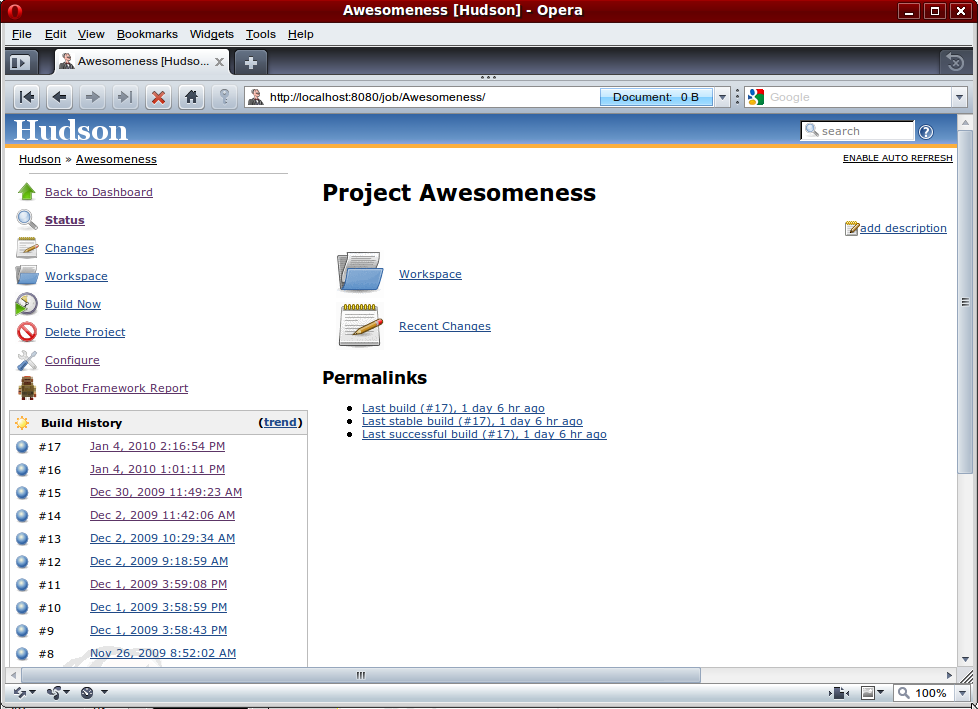 Awesomeness [Hudson] - Opera
File Edit View Bookmarks Widgets Tools Help
Awesomeness [Hudso...
http://localhost:8080/job/Awesomeness/ Document: 0 B Google
Hudson search
Hudson » Awesomeness ENABLE AUTO REFRESH
Back to Dashboard
Status
Changes
Workspace
Build Now
Delete Project
Configure
Robot Framework Report
Build History (trend)
#17 Jan 4, 2010 2:16:54 PM
#16 Jan 4, 2010 1:01:11 PM
#15 Dec 30, 2009 11:49:23 AM
#14 Dec 2, 2009 11:42:06 AM
#13 Dec 2, 2009 10:29:34 AM
#12 Dec 2, 2009 9:18:59 AM
#11 Dec 1, 2009 3:59:08 PM
#10 Dec 1, 2009 3:58:59 PM
#9 Dec 1, 2009 3:58:43 PM
#8 Nov 26, 2009 8:52:02 AM
Project Awesomeness
add description
Workspace
Recent Changes
Permalinks
Last build (#17), 1 day 6 hr ago
Last stable build (#17), 1 day 6 hr ago
Last successful build (#17), 1 day 6 hr ago
100%